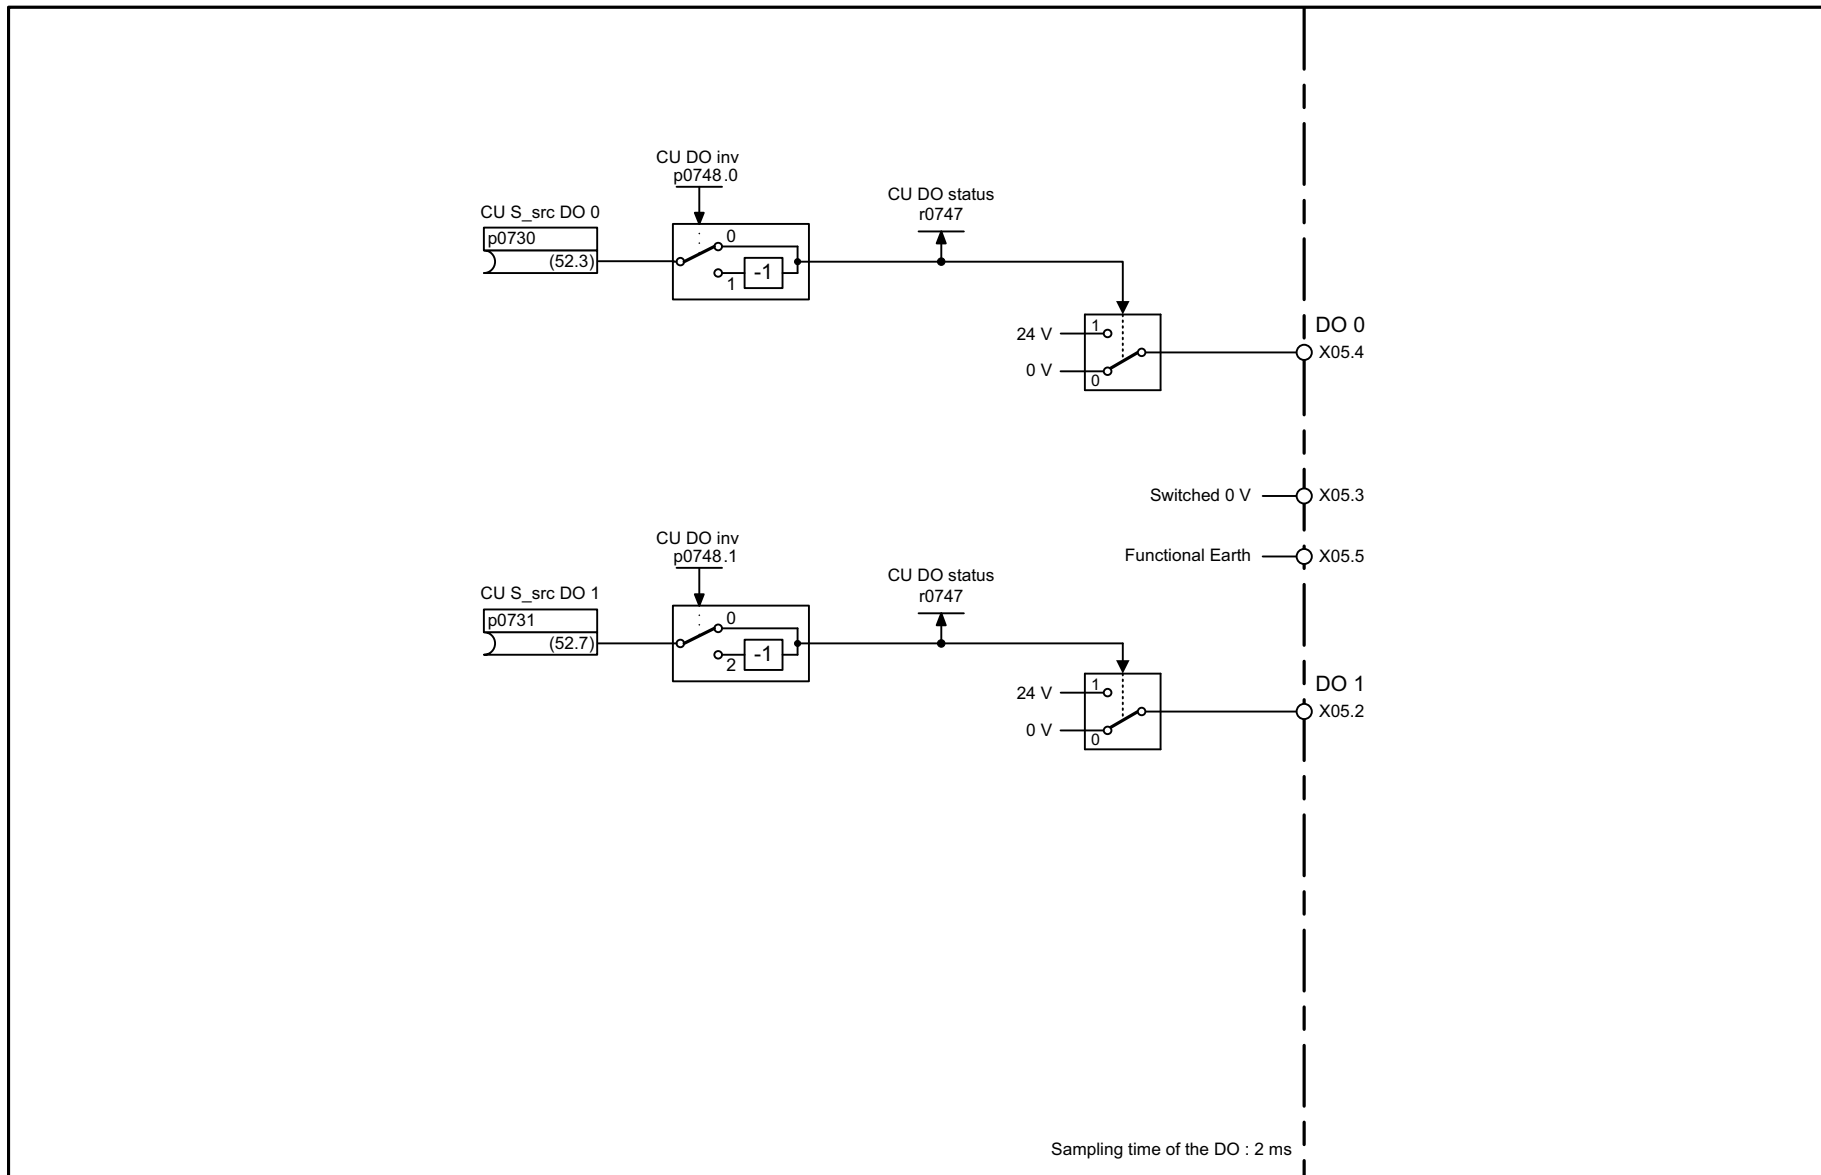 CU DO inv
p0748.0
CU S_src DO 0
p0730
(52.3)
0
1
-1
CU DO status
r0747
24 V
1
0 V
0
DO 0
X05.4
Switched 0 V
X05.3
Functional Earth
X05.5
CU DO inv
p0748.1
CU S_src DO 1
p0731
(52.7)
0
2
-1
CU DO status
r0747
24 V
1
0 V
0
DO 1
X05.2
Sampling time of the DO : 2 ms